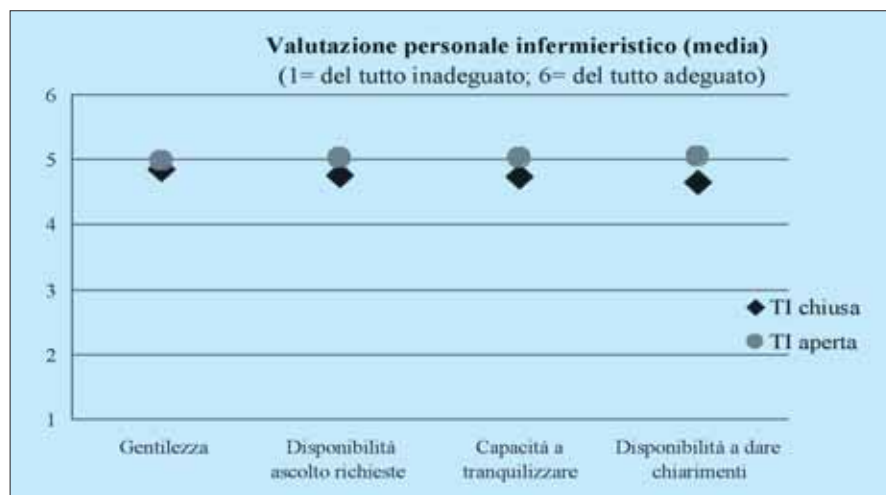 Valutazione personale infermieristico (media)
(1= del tutto inadeguato; 6= del tutto adeguato)
6
5
4
3
2
1
TI chiusa
TI aperta
Gentilezza
Disponibilità
ascolto richieste
Capacità a
tranquilizzare
Disponibilità a dare
chiarimenti